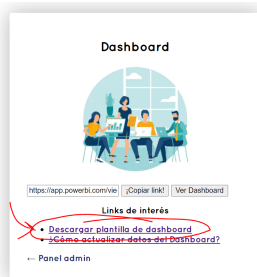 Dashboard
https://app.powerbi.com/vie ¡Copiar link! Ver Dashboard
Links de interés
• Descargar plantilla de dashboard
• ¿Cómo actualizar datos del Dashboard?
← Panel admin